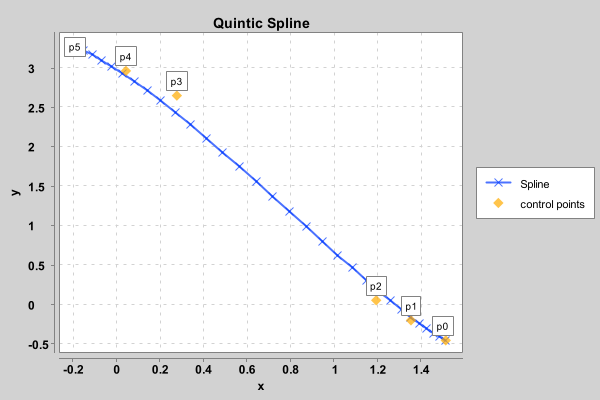 Quintic Spline
p5
p4
p3
p2
p1
p0
3
2.5
2
1.5
1
0.5
0
-0.5
y
-0.2 0 0.2 0.4 0.6 0.8 1 1.2 1.4
x
Spline
control points